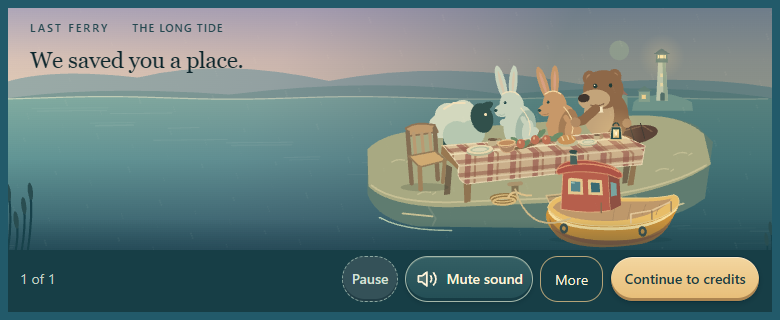 LAST FERRY THE LONG TIDE
We saved you a place.
1 of 1
Pause
Mute sound
More
Continue to credits